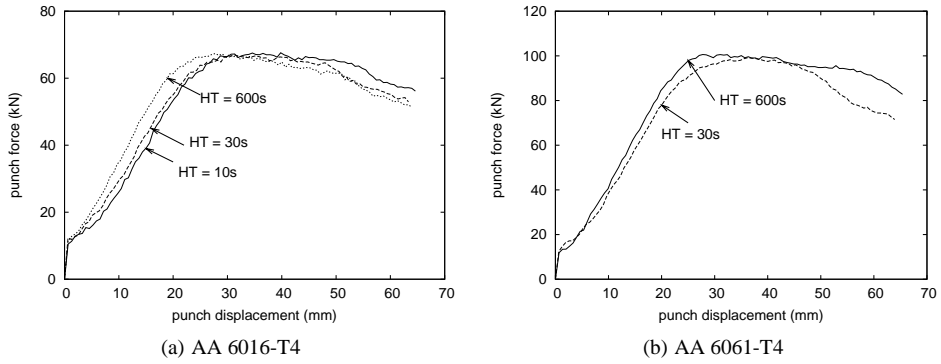 80
60
40
20
0
punch force (kN)
HT = 600s
HT = 30s
HT = 10s
0 10 20 30 40 50 60 70
punch displacement (mm)
(a) AA 6016-T4
120
100
80
60
40
20
0
punch force (kN)
HT = 600s
HT = 30s
0 10 20 30 40 50 60 70
punch displacement (mm)
(b) AA 6061-T4